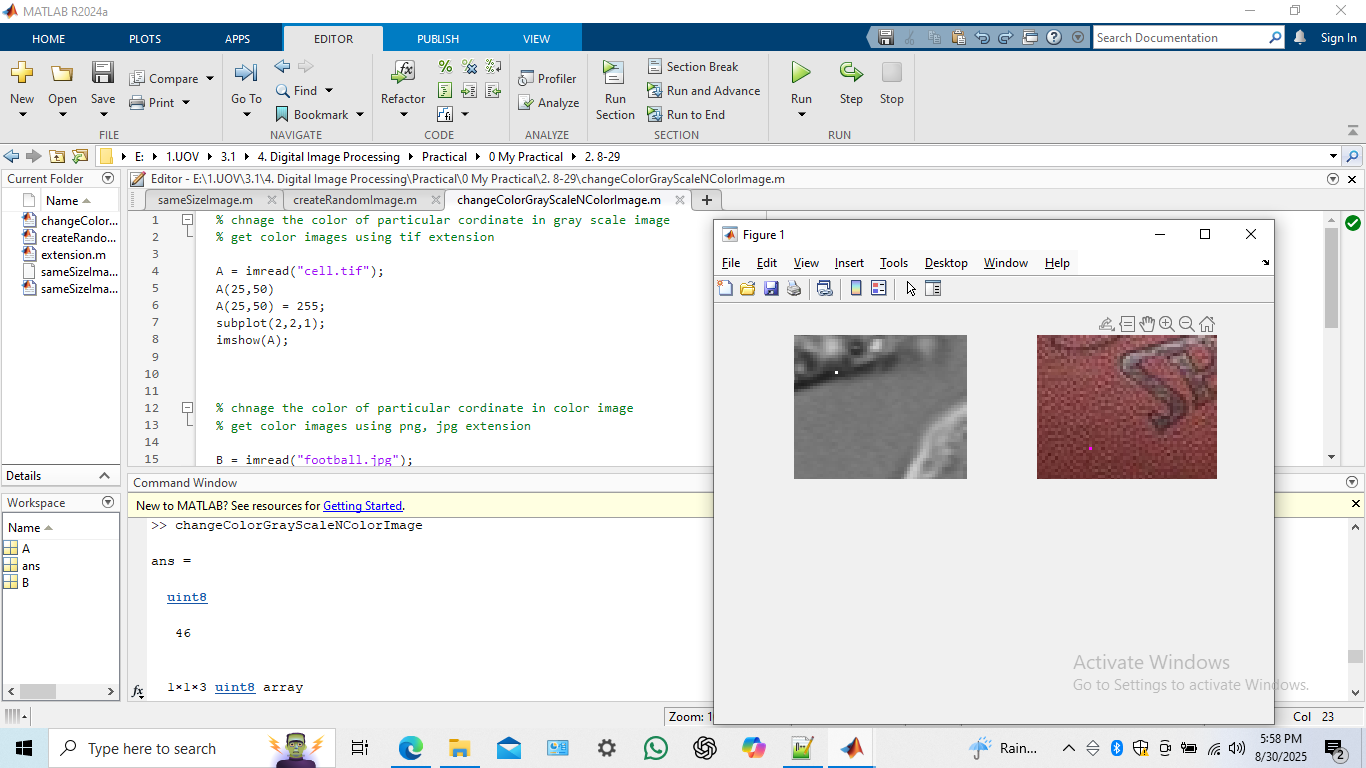 MATLAB R2024a
HOME PLOTS APPS EDITOR PUBLISH VIEW Search Documentation Sign In
New Open Save Compare Print Go To Find Bookmark Refactor Profiler Analyze Run Section Section Break Run and Advance Run to End Run Step Stop
FILE NAVIGATE CODE ANALYZE SECTION RUN
E: 1.UOV 3.1 4. Digital Image Processing Practical 0 My Practical 2. 8-29
Current Folder
Name
changeColor...
createRando...
extension.m
sameSizeIma...
sameSizeIma...
Details
Workspace
Name
A
ans
B
Editor - E:\1.UOV\3.1\4. Digital Image Processing\Practical\0 My Practical\2. 8-29\changeColorGrayScaleNColorImage.m
sameSizeImage.m createRandomImage.m changeColorGrayScaleNColorImage.m
1 % chnage the color of particular cordinate in gray scale image
2 % get color images using tif extension
3
4 A = imread("cell.tif");
5 A(25,50)
6 A(25,50) = 255;
7 subplot(2,2,1);
8 imshow(A);
9
10
11
12 % chnage the color of particular cordinate in color image
13 % get color images using png, jpg extension
14
15 B = imread("football.jpg");
Command Window
New to MATLAB? See resources for Getting Started.
>> changeColorGrayScaleNColorImage
ans =
uint8
46
1×1×3 uint8 array
fx
Zoom: 1
Col 23
Figure 1
File Edit View Insert Tools Desktop Window Help
Activate Windows
Go to Settings to activate Windows.
Type here to search
Rain...
5:58 PM
8/30/2025
2